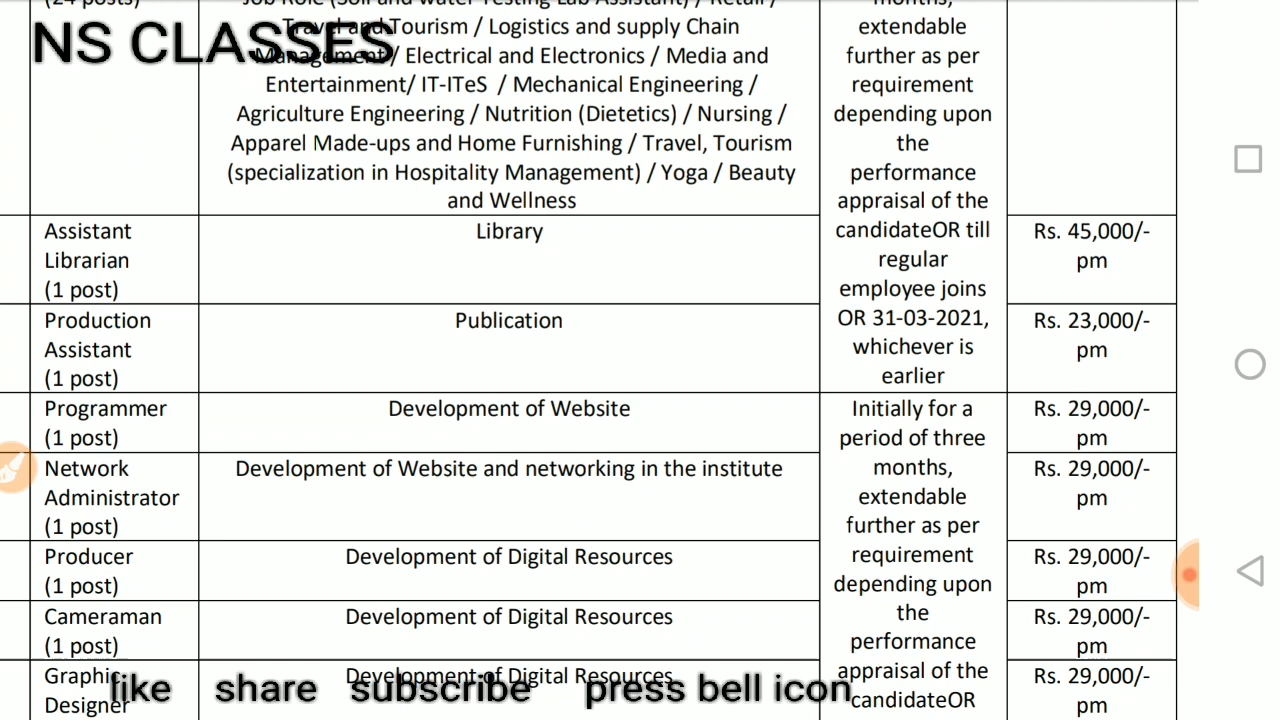 (24 posts)
Job Role (Soil and Water Testing Lab Assistant) / Retail /
Travel and Tourism / Logistics and supply Chain
Management / Electrical and Electronics / Media and
Entertainment/ IT-ITeS / Mechanical Engineering /
Agriculture Engineering / Nutrition (Dietetics) / Nursing /
Apparel Made-ups and Home Furnishing / Travel, Tourism
(specialization in Hospitality Management) / Yoga / Beauty
and Wellness
months,
extendable
further as per
requirement
depending upon
the
performance
appraisal of the
candidateOR till
regular
employee joins
OR 31-03-2021,
whichever is
earlier
NS CLASSES
Assistant
Librarian
(1 post)
Library
Rs. 45,000/-
pm
Production
Assistant
(1 post)
Publication
Rs. 23,000/-
pm
Programmer
(1 post)
Development of Website
Initially for a
period of three
months,
extendable
further as per
requirement
depending upon
the
performance
appraisal of the
candidateOR
Rs. 29,000/-
pm
Network
Administrator
(1 post)
Development of Website and networking in the institute
Rs. 29,000/-
pm
Producer
(1 post)
Development of Digital Resources
Rs. 29,000/-
pm
Cameraman
(1 post)
Development of Digital Resources
Rs. 29,000/-
pm
Graphic
Designer
Development of Digital Resources
Rs. 29,000/-
pm
like share subscribe press bell icon